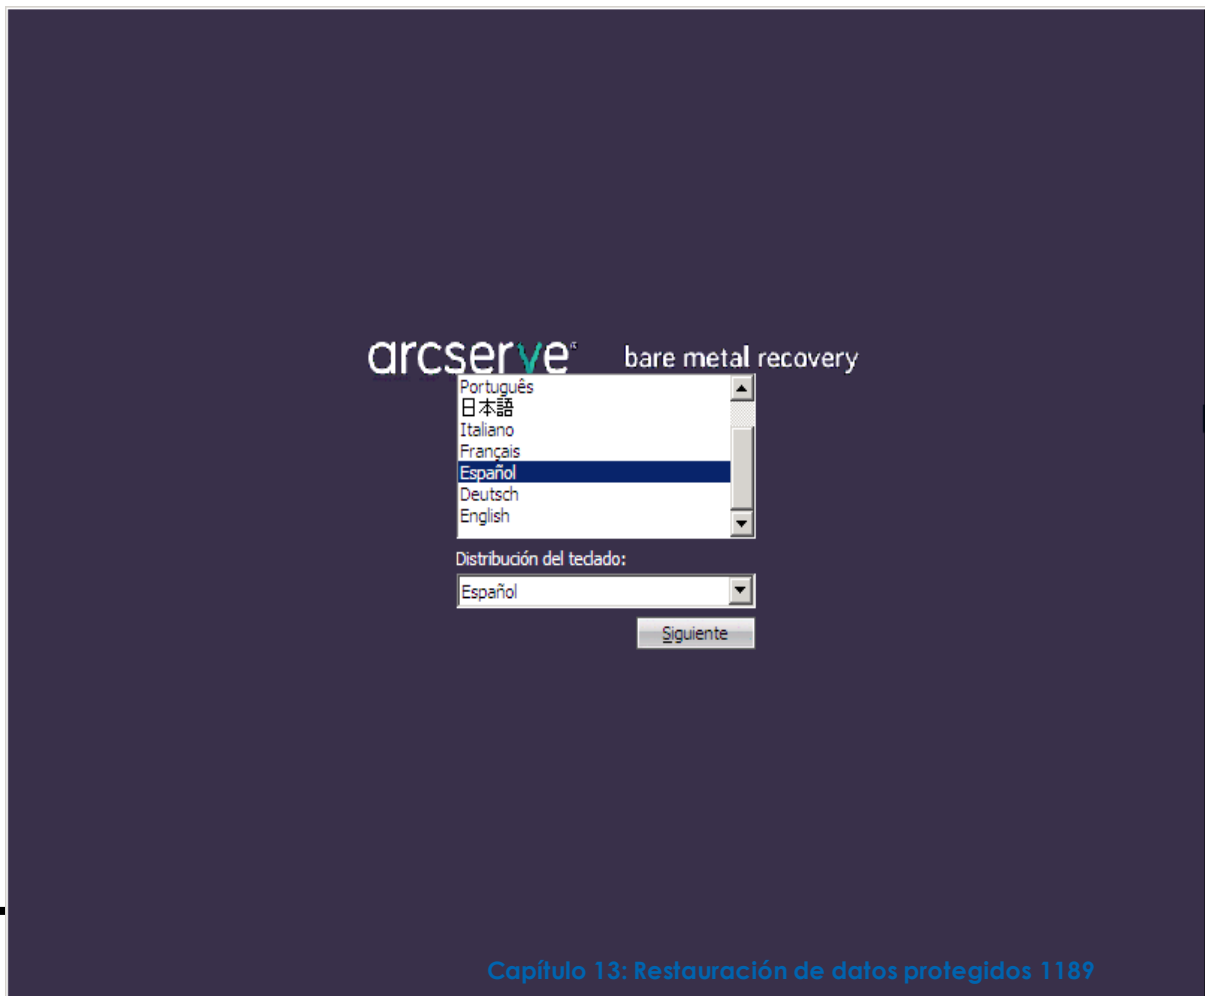 arcserve® bare metal recovery
Português
日本語
Italiano
Français
Español
Deutsch
English
Distribución del teclado:
Español
Siguiente
Capítulo 13: Restauración de datos protegidos 1189